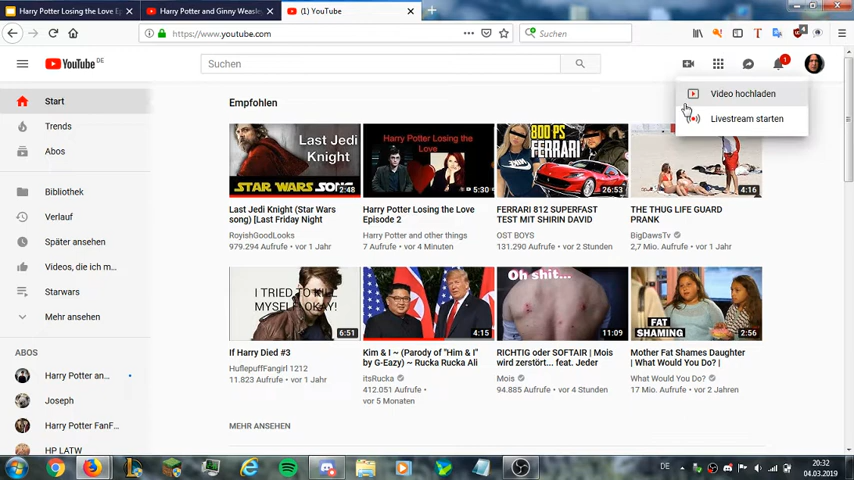 Harry Potter Losing the Love Ep
Harry Potter and Ginny Weasley
(1) YouTube
https://www.youtube.com
Suchen
4
YouTube DE
Suchen
1
Video hochladen
Livestream starten
Start
Trends
Abos
Bibliothek
Verlauf
Später ansehen
Videos, die ich m...
Starwars
Mehr ansehen
ABOS
Harry Potter an...
Joseph
Harry Potter FanF...
HP LATW
Empfohlen
Last Jedi
Knight
STAR WARS SONG
2:48
Harry Potter Losing the
Love
5:30
800 PS
FERRARI
26:53
4:16
Last Jedi Knight (Star Wars
song) [Last Friday Night
RoyishGoodLooks
979.294 Aufrufe • vor 1 Jahr
Harry Potter Losing the Love
Episode 2
Harry Potter and other things
7 Aufrufe • vor 4 Minuten
FERRARI 812 SUPERFAST
TEST MIT SHIRIN DAVID
OST BOYS
131.290 Aufrufe • vor 2 Stunden
THE THUG LIFE GUARD
PRANK
BigDawsTv
2,7 Mio. Aufrufe • vor 1 Jahr
I TRIED TO KILL
MYSELF, OKAY!
6:51
4:15
Oh shit...
11:09
FAT
SHAMING
2:56
If Harry Died #3
HuflepuffFangirl 1212
11.823 Aufrufe • vor 1 Jahr
Kim & I ~ (Parody of "Him & I"
by G-Eazy) ~ Rucka Rucka Ali
itsRucka
412.051 Aufrufe •
vor 5 Monaten
RICHTIG oder SOFTAIR | Mois
wird zerstört... feat. Jeder
Mois
94.885 Aufrufe • vor 4 Stunden
Mother Fat Shames Daughter
| What Would You Do? |
What Would You Do?
17 Mio. Aufrufe • vor 2 Jahren
MEHR ANSEHEN
DE
20:32
04.03.2019